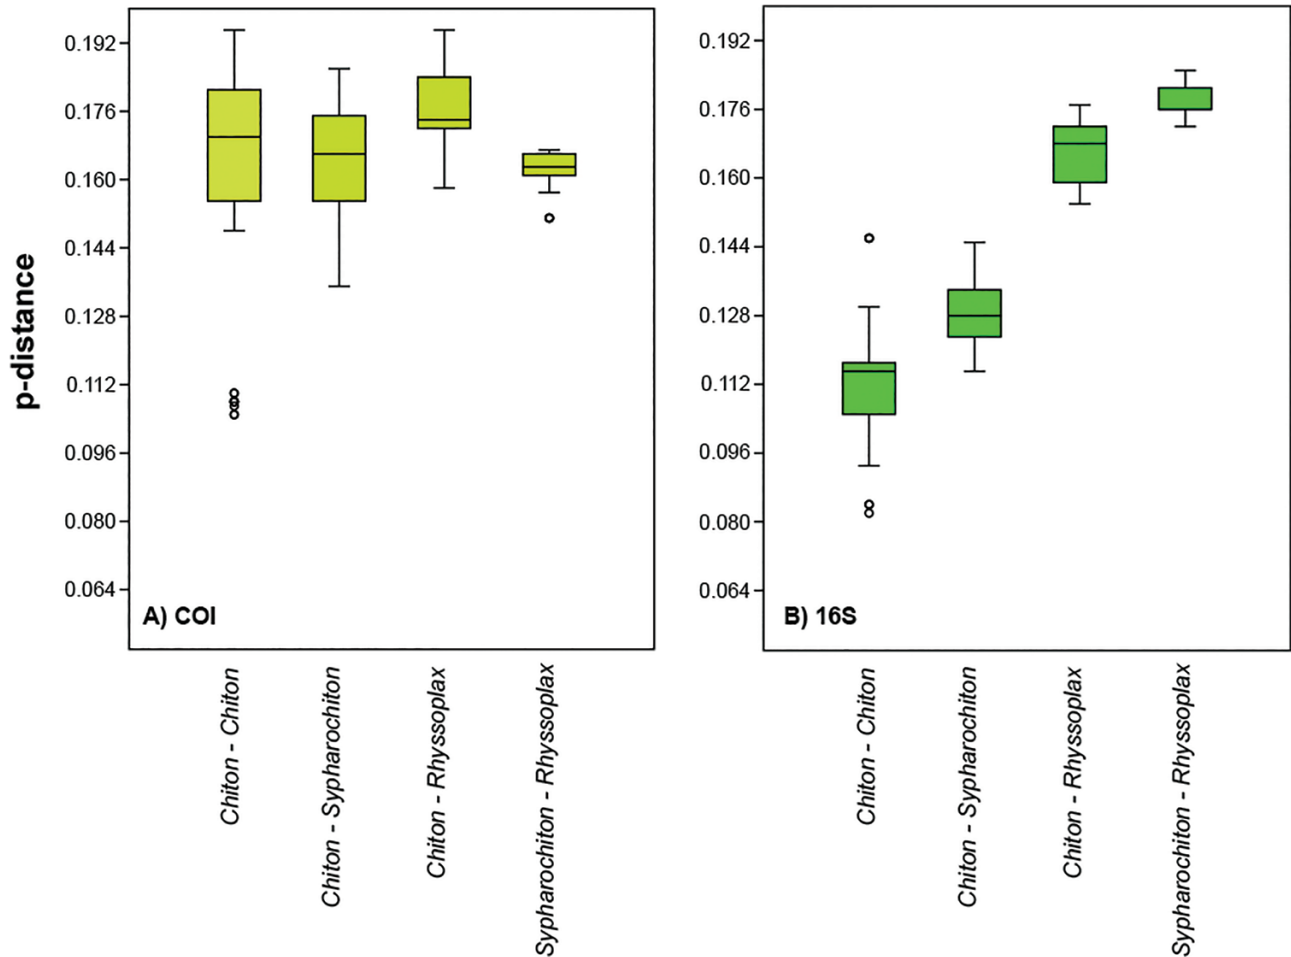 p-distance
0.192
0.176
0.160
0.144
0.128
0.112
0.096
0.080
0.064
A) COI
Chiton - Chiton
Chiton - Sypharochiton
Chiton - Rhyssoplax
Sypharochiton - Rhyssoplax
0.192
0.176
0.160
0.144
0.128
0.112
0.096
0.080
0.064
B) 16S
Chiton - Chiton
Chiton - Sypharochiton
Chiton - Rhyssoplax
Sypharochiton - Rhyssoplax